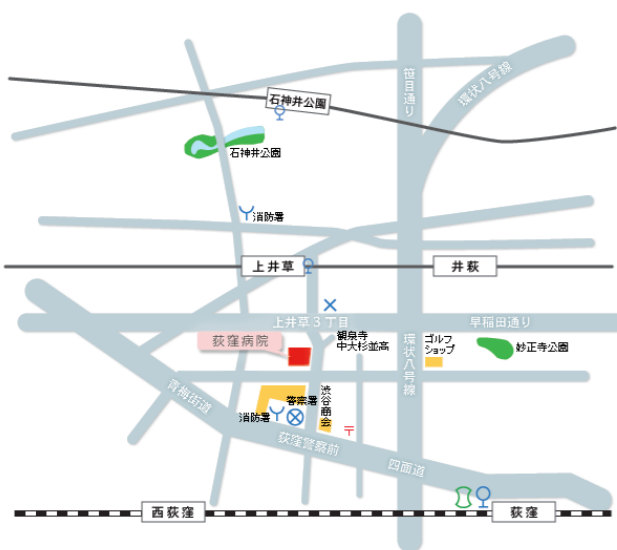 笹目通り
環状八号線
石神井公園
石神井公園
消防署
上井草
井荻
上井草3丁目
早稲田通り
荻窪病院
観泉寺
中大杉並高
環状八号線
ゴルフ
ショップ
妙正寺公園
青梅街道
警察署
渋谷商会
消防署
荻窪警察前
四面道
西荻窪
荻窪